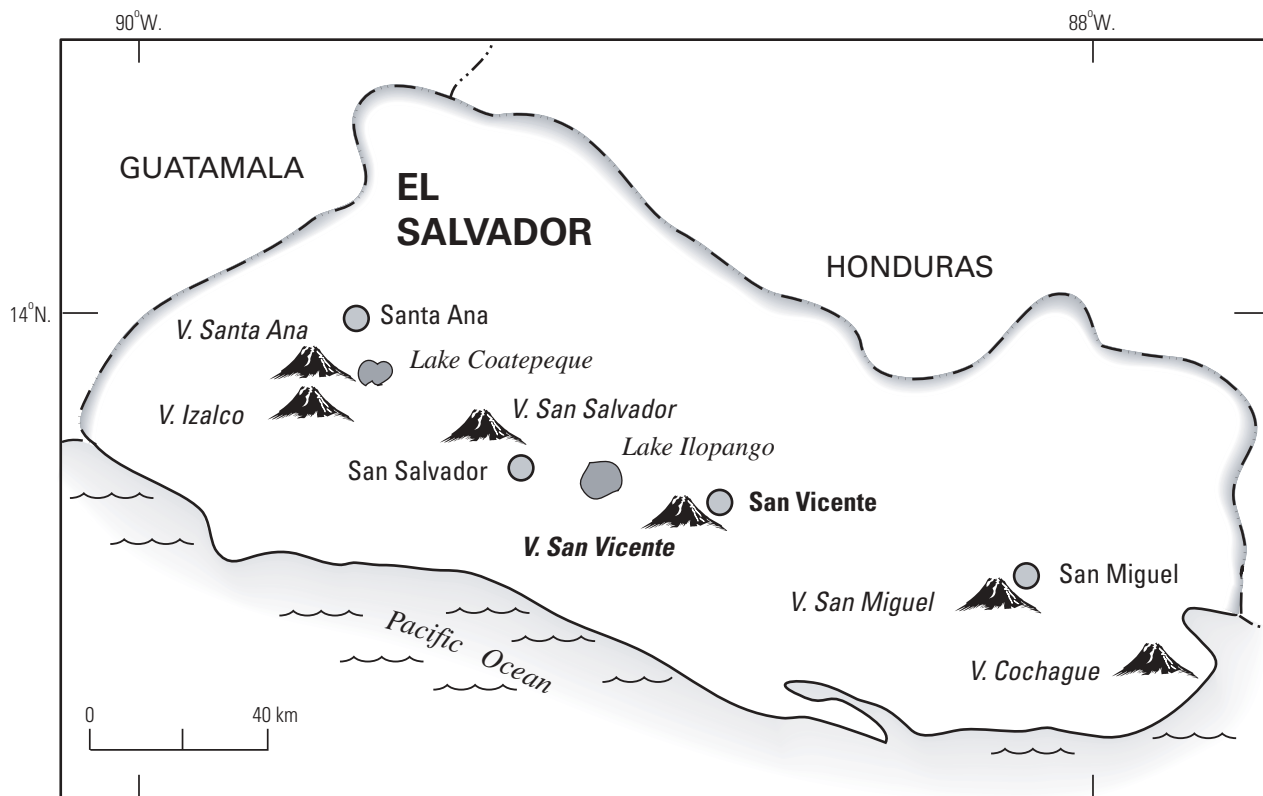 90°W.
88°W.
GUATAMALA
EL
SALVADOR
HONDURAS
14°N.
Santa Ana
V. Santa Ana
Lake Coatepeque
V. Izalco
V. San Salvador
Lake Ilopango
San Salvador
San Vicente
V. San Vicente
San Miguel
V. San Miguel
Pacific Ocean
V. Cochague
0 40 km